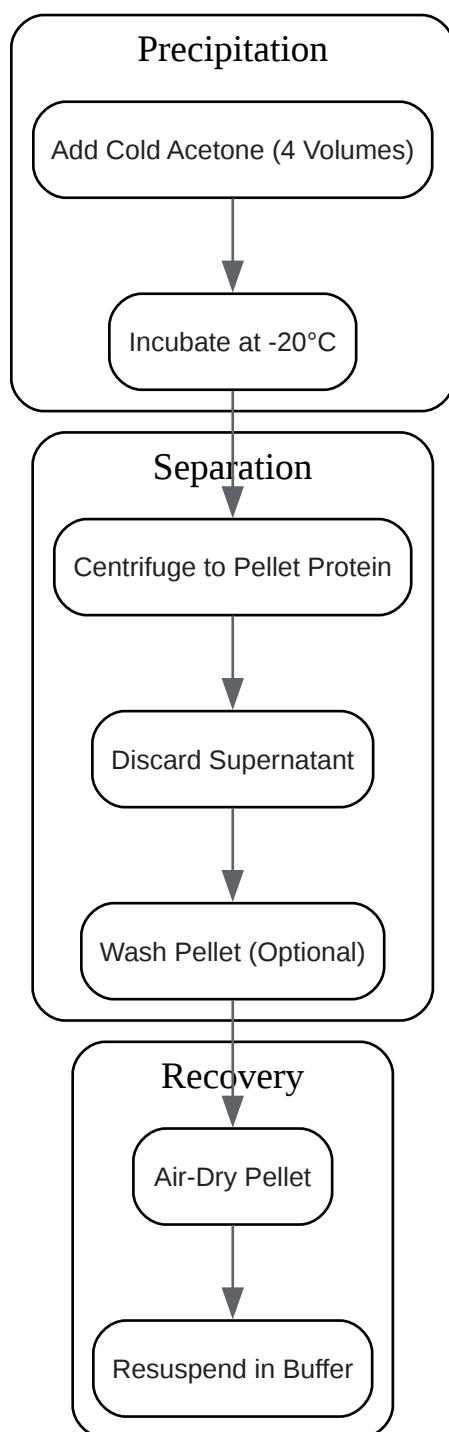 Precipitation
Add Cold Acetone (4 Volumes)
Incubate at -20°C
Separation
Centrifuge to Pellet Protein
Discard Supernatant
Wash Pellet (Optional)
Recovery
Air-Dry Pellet
Resuspend in Buffer